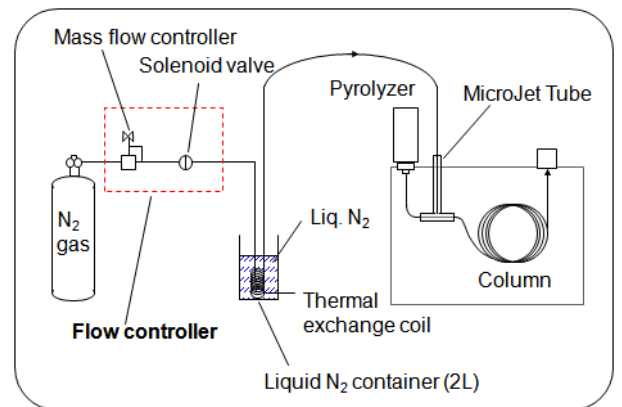 Mass flow controller
Solenoid valve
Pyrolyzer
MicroJet Tube
N₂
gas
Liq. N₂
Column
Thermal
exchange coil
Flow controller
Liquid N₂ container (2L)